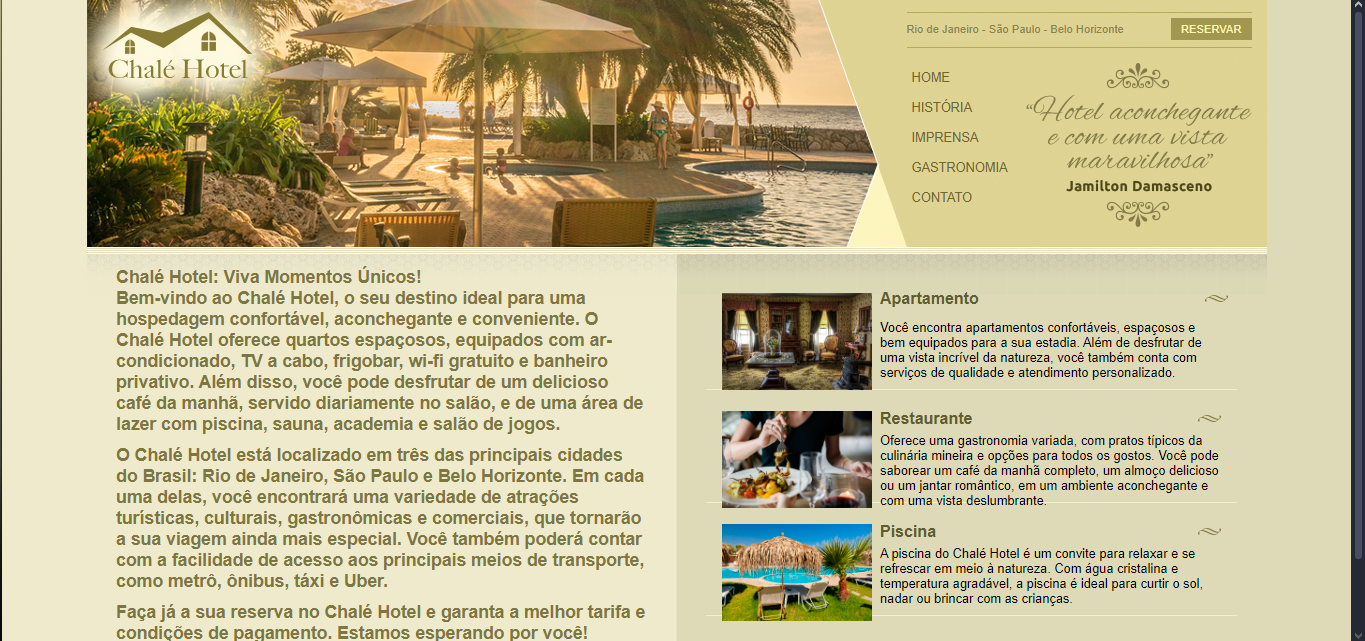 Chalé Hotel
Rio de Janeiro - São Paulo - Belo Horizonte
RESERVAR
HOME
HISTÓRIA
IMPRENSA
GASTRONOMIA
CONTATO
“Hotel aconchegante
e com uma vista
maravilhosa”
Jamilton Damasceno
Chalé Hotel: Viva Momentos Únicos!
Bem-vindo ao Chalé Hotel, o seu destino ideal para uma
hospedagem confortável, aconchegante e conveniente. O
Chalé Hotel oferece quartos espaçosos, equipados com ar-
condicionado, TV a cabo, frigobar, wi-fi gratuito e banheiro
privativo. Além disso, você pode desfrutar de um delicioso
café da manhã, servido diariamente no salão, e de uma área de
lazer com piscina, sauna, academia e salão de jogos.
O Chalé Hotel está localizado em três das principais cidades
do Brasil: Rio de Janeiro, São Paulo e Belo Horizonte. Em cada
uma delas, você encontrará uma variedade de atrações
turísticas, culturais, gastronômicas e comerciais, que tornarão
a sua viagem ainda mais especial. Você também poderá contar
com a facilidade de acesso aos principais meios de transporte,
como metrô, ônibus, táxi e Uber.
Faça já a sua reserva no Chalé Hotel e garanta a melhor tarifa e
condições de pagamento. Estamos esperando por você!
Apartamento
Você encontra apartamentos confortáveis, espaçosos e
bem equipados para a sua estadia. Além de desfrutar de
uma vista incrível da natureza, você também conta com
serviços de qualidade e atendimento personalizado.
Restaurante
Oferece uma gastronomia variada, com pratos típicos da
culinária mineira e opções para todos os gostos. Você pode
saborear um café da manhã completo, um almoço delicioso
ou um jantar romântico, em um ambiente aconchegante e
com uma vista deslumbrante.
Piscina
A piscina do Chalé Hotel é um convite para relaxar e se
refrescar em meio à natureza. Com água cristalina e
temperatura agradável, a piscina é ideal para curtir o sol,
nadar ou brincar com as crianças.